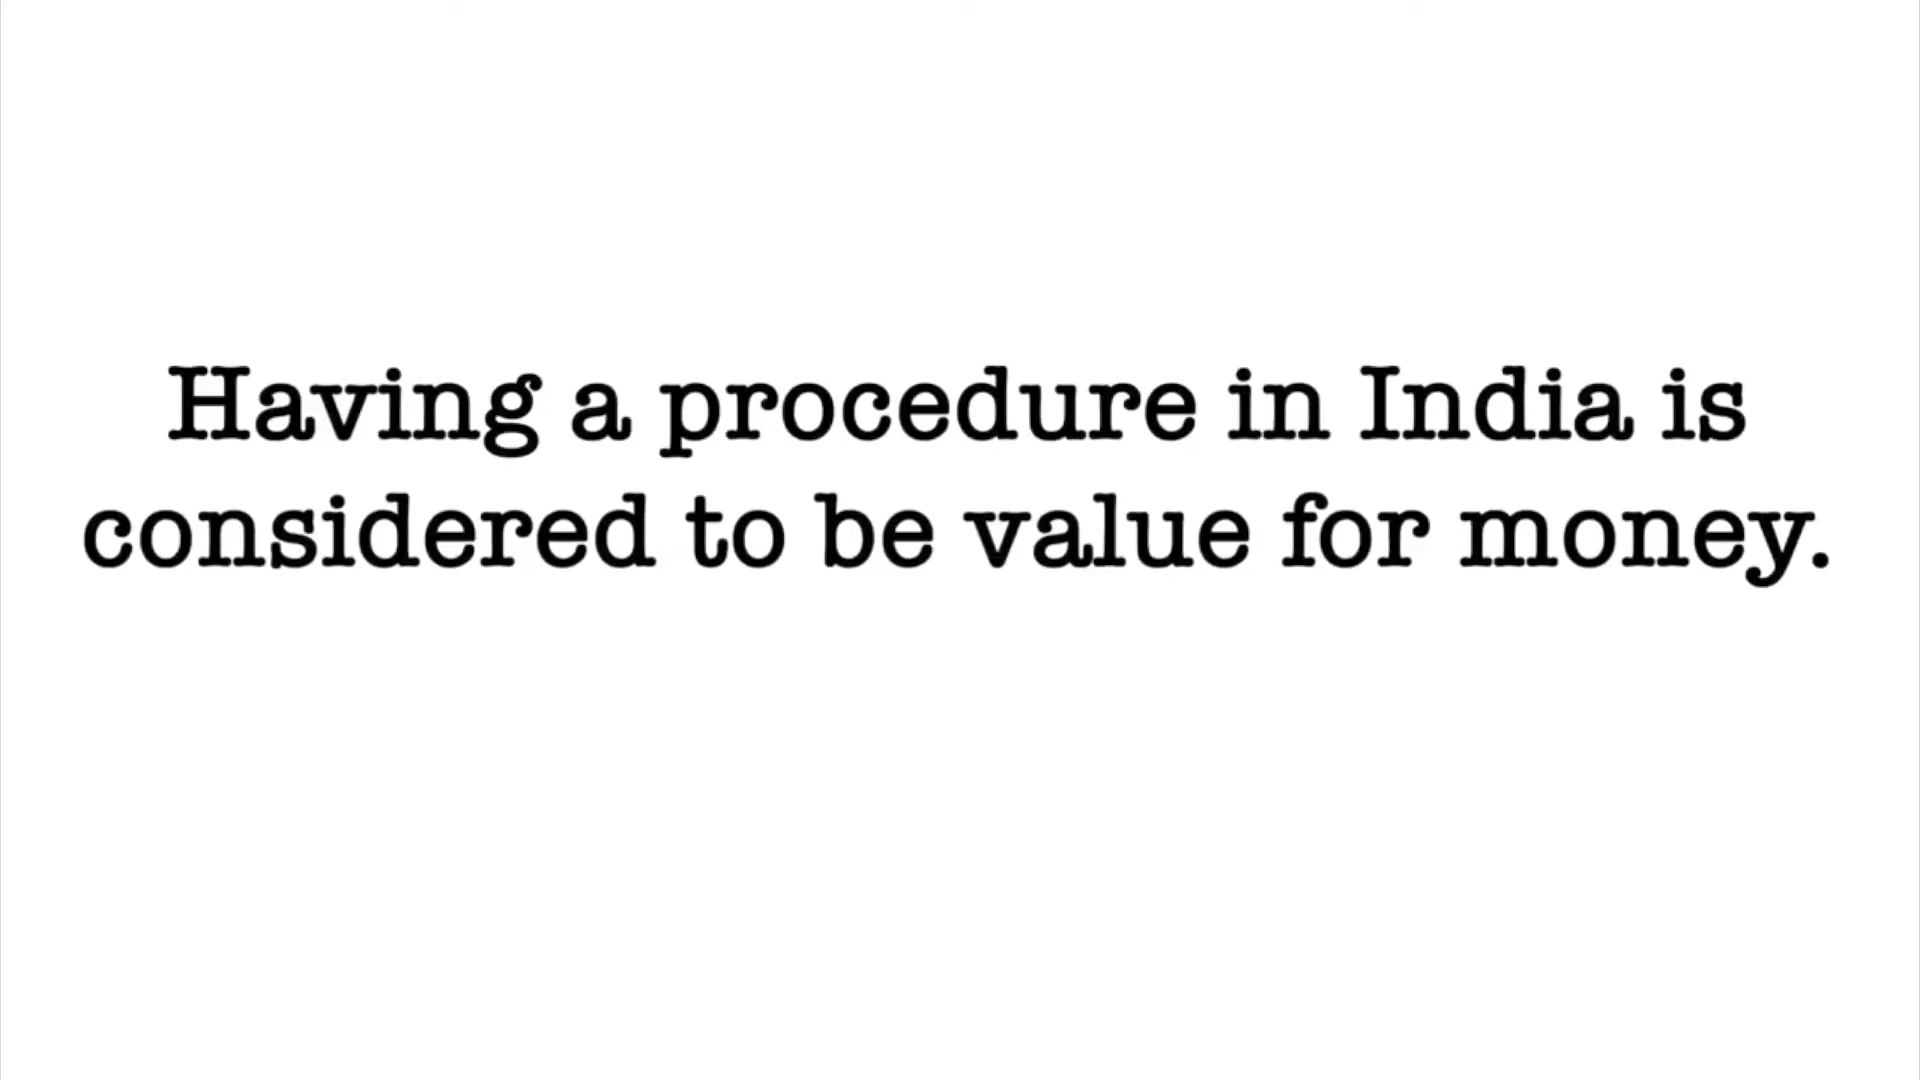 Having a procedure in India is
considered to be value for money.